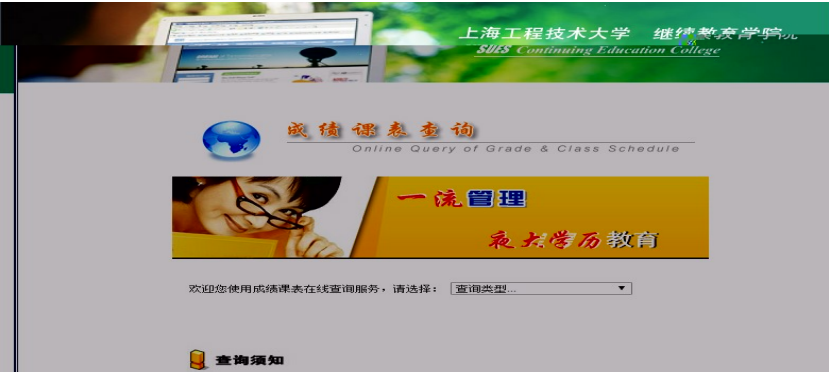 上海工程技术大学 继续教育学院
SUES Continuing Education College
成绩课表查询
Online Query of Grade & Class Schedule
一流管理
夜大学历教育
欢迎您使用成绩课表在线查询服务，请选择： 查询类型...
查询须知